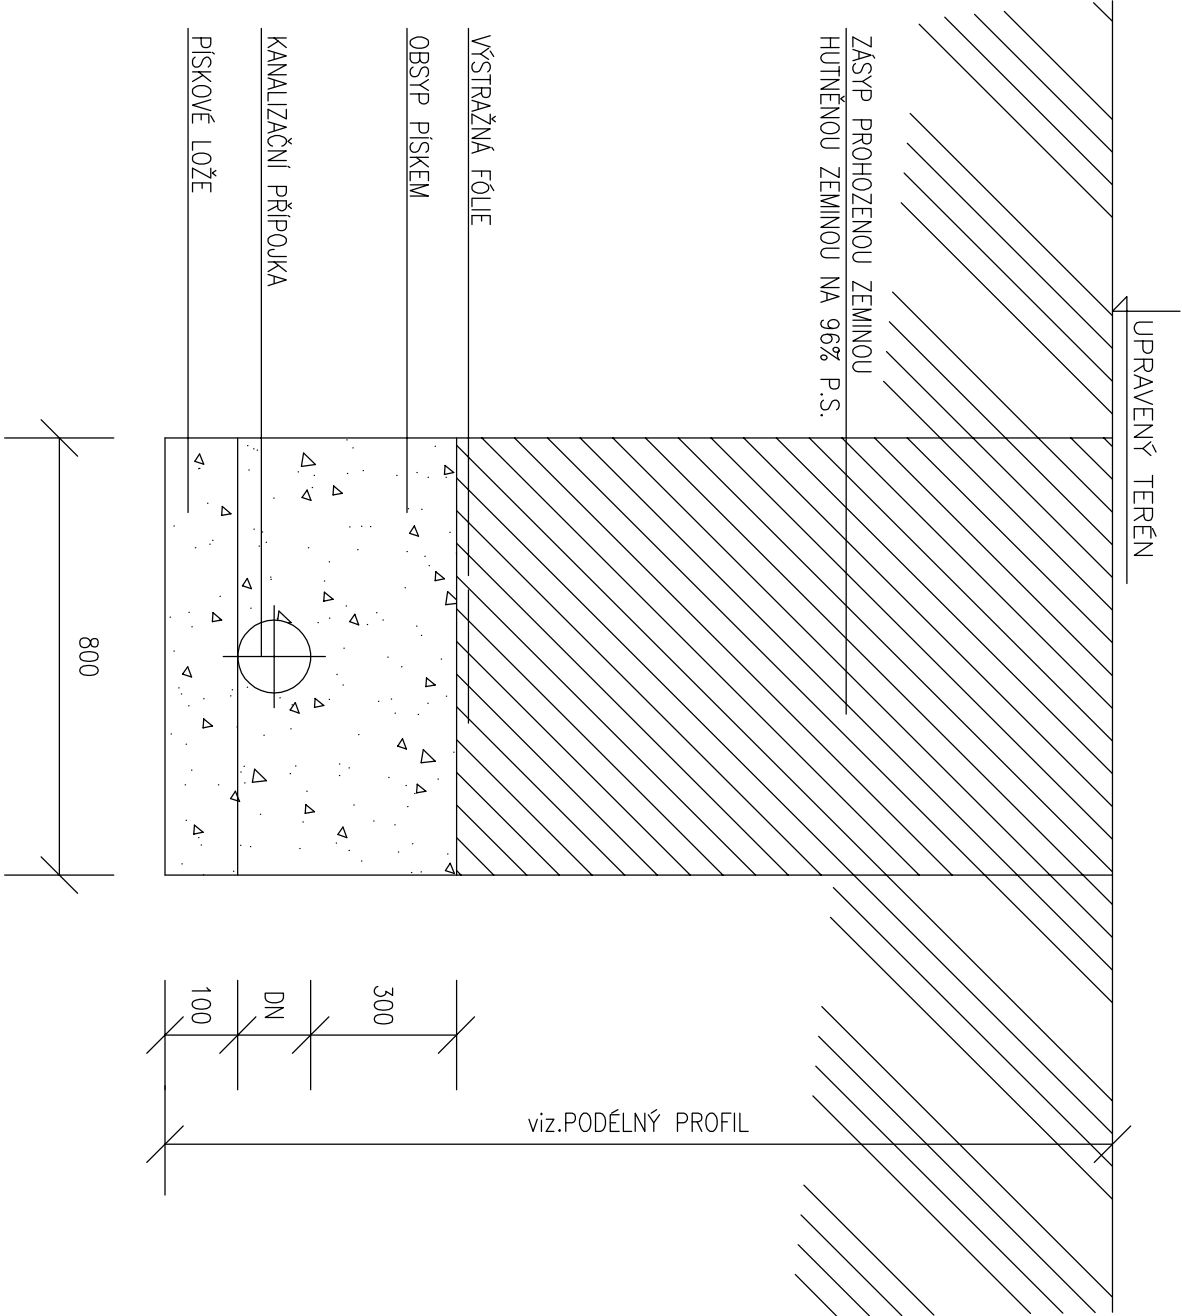 UPRAVENÝ TERÉN
ZÁSYP PROHOZENOU ZEMINOU
HUTNĚNOU ZEMINOU NA 96% P.S.
VÝSTRAŽNÁ FÓLIE
OBSYP PÍSKEM
KANALIZAČNÍ PŘÍPOJKA
PÍSKOVÉ LOŽE
300
DN
100
viz.PODÉLNÝ PROFIL
800